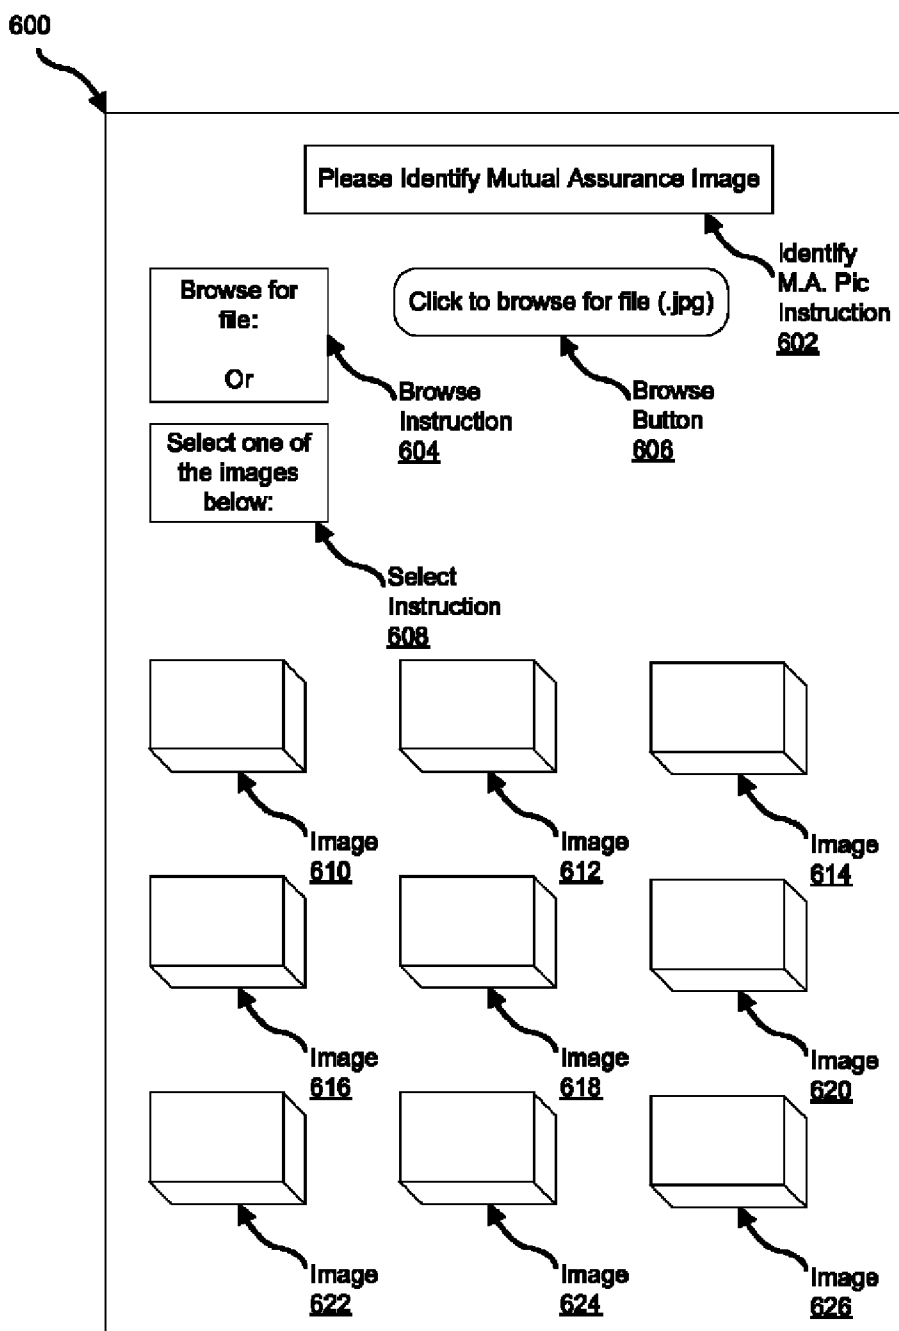 600
Please Identify Mutual Assurance Image
Identify
M.A. Pic
Instruction
602
Browse for
file:
Or
Click to browse for file (.jpg)
Browse
Instruction
604
Browse
Button
606
Select one of
the images
below:
Select
Instruction
608
Image
610
Image
612
Image
614
Image
616
Image
618
Image
620
Image
622
Image
624
Image
626